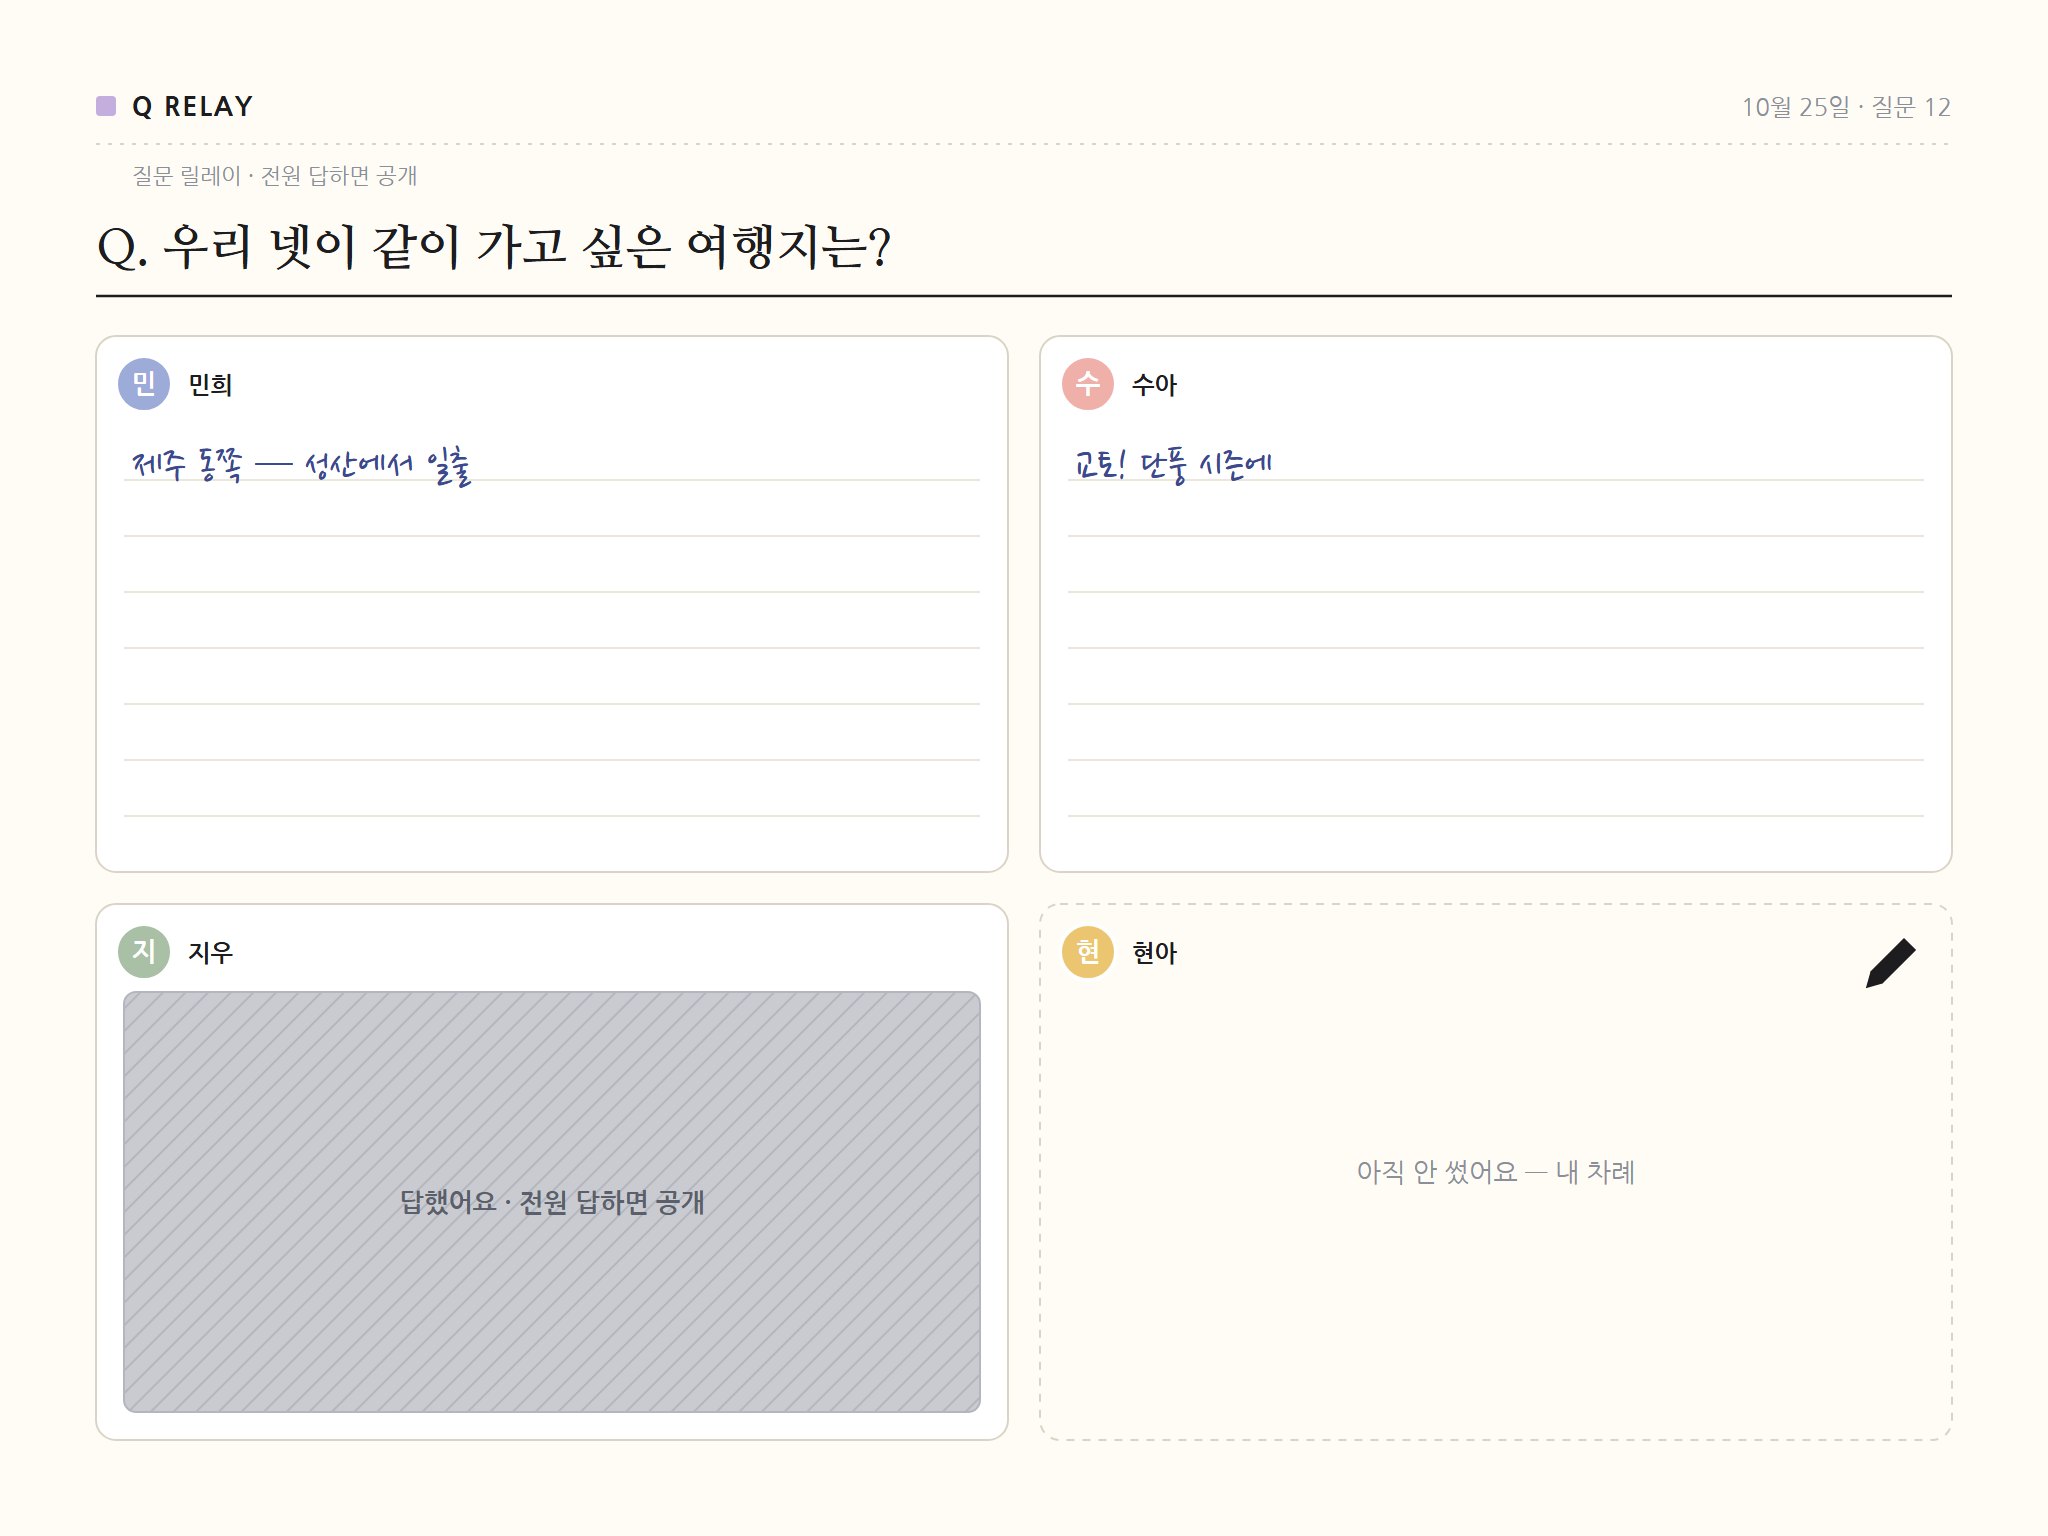 Q RELAY
10월 25일 · 질문 12
질문 릴레이 · 전원 답하면 공개
Q. 우리 넷이 같이 가고 싶은 여행지는?
민 민희
제주 동쪽 — 성산에서 일출
수 수아
교토! 단풍 시즌에
지 지우
답했어요 · 전원 답하면 공개
현 현아
아직 안 썼어요 — 내 차례